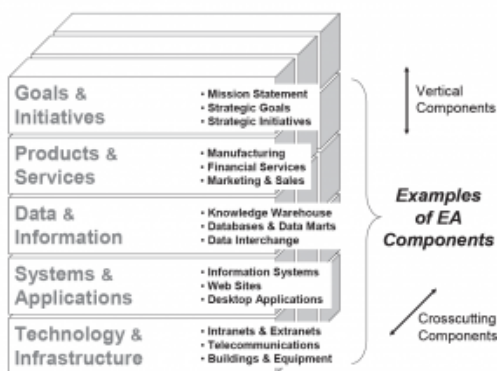 Goals &
Initiatives
• Mission Statement
• Strategic Goals
• Strategic Initiatives
Products &
Services
• Manufacturing
• Financial Services
• Marketing & Sales
Data &
Information
• Knowledge Warehouse
• Databases & Data Marts
• Data Interchange
Systems &
Applications
• Information Systems
• Web Sites
• Desktop Applications
Technology &
Infrastructure
• Intranets & Extranets
• Telecommunications
• Buildings & Equipment
Vertical
Components
Examples
of EA
Components
Crosscutting
Components